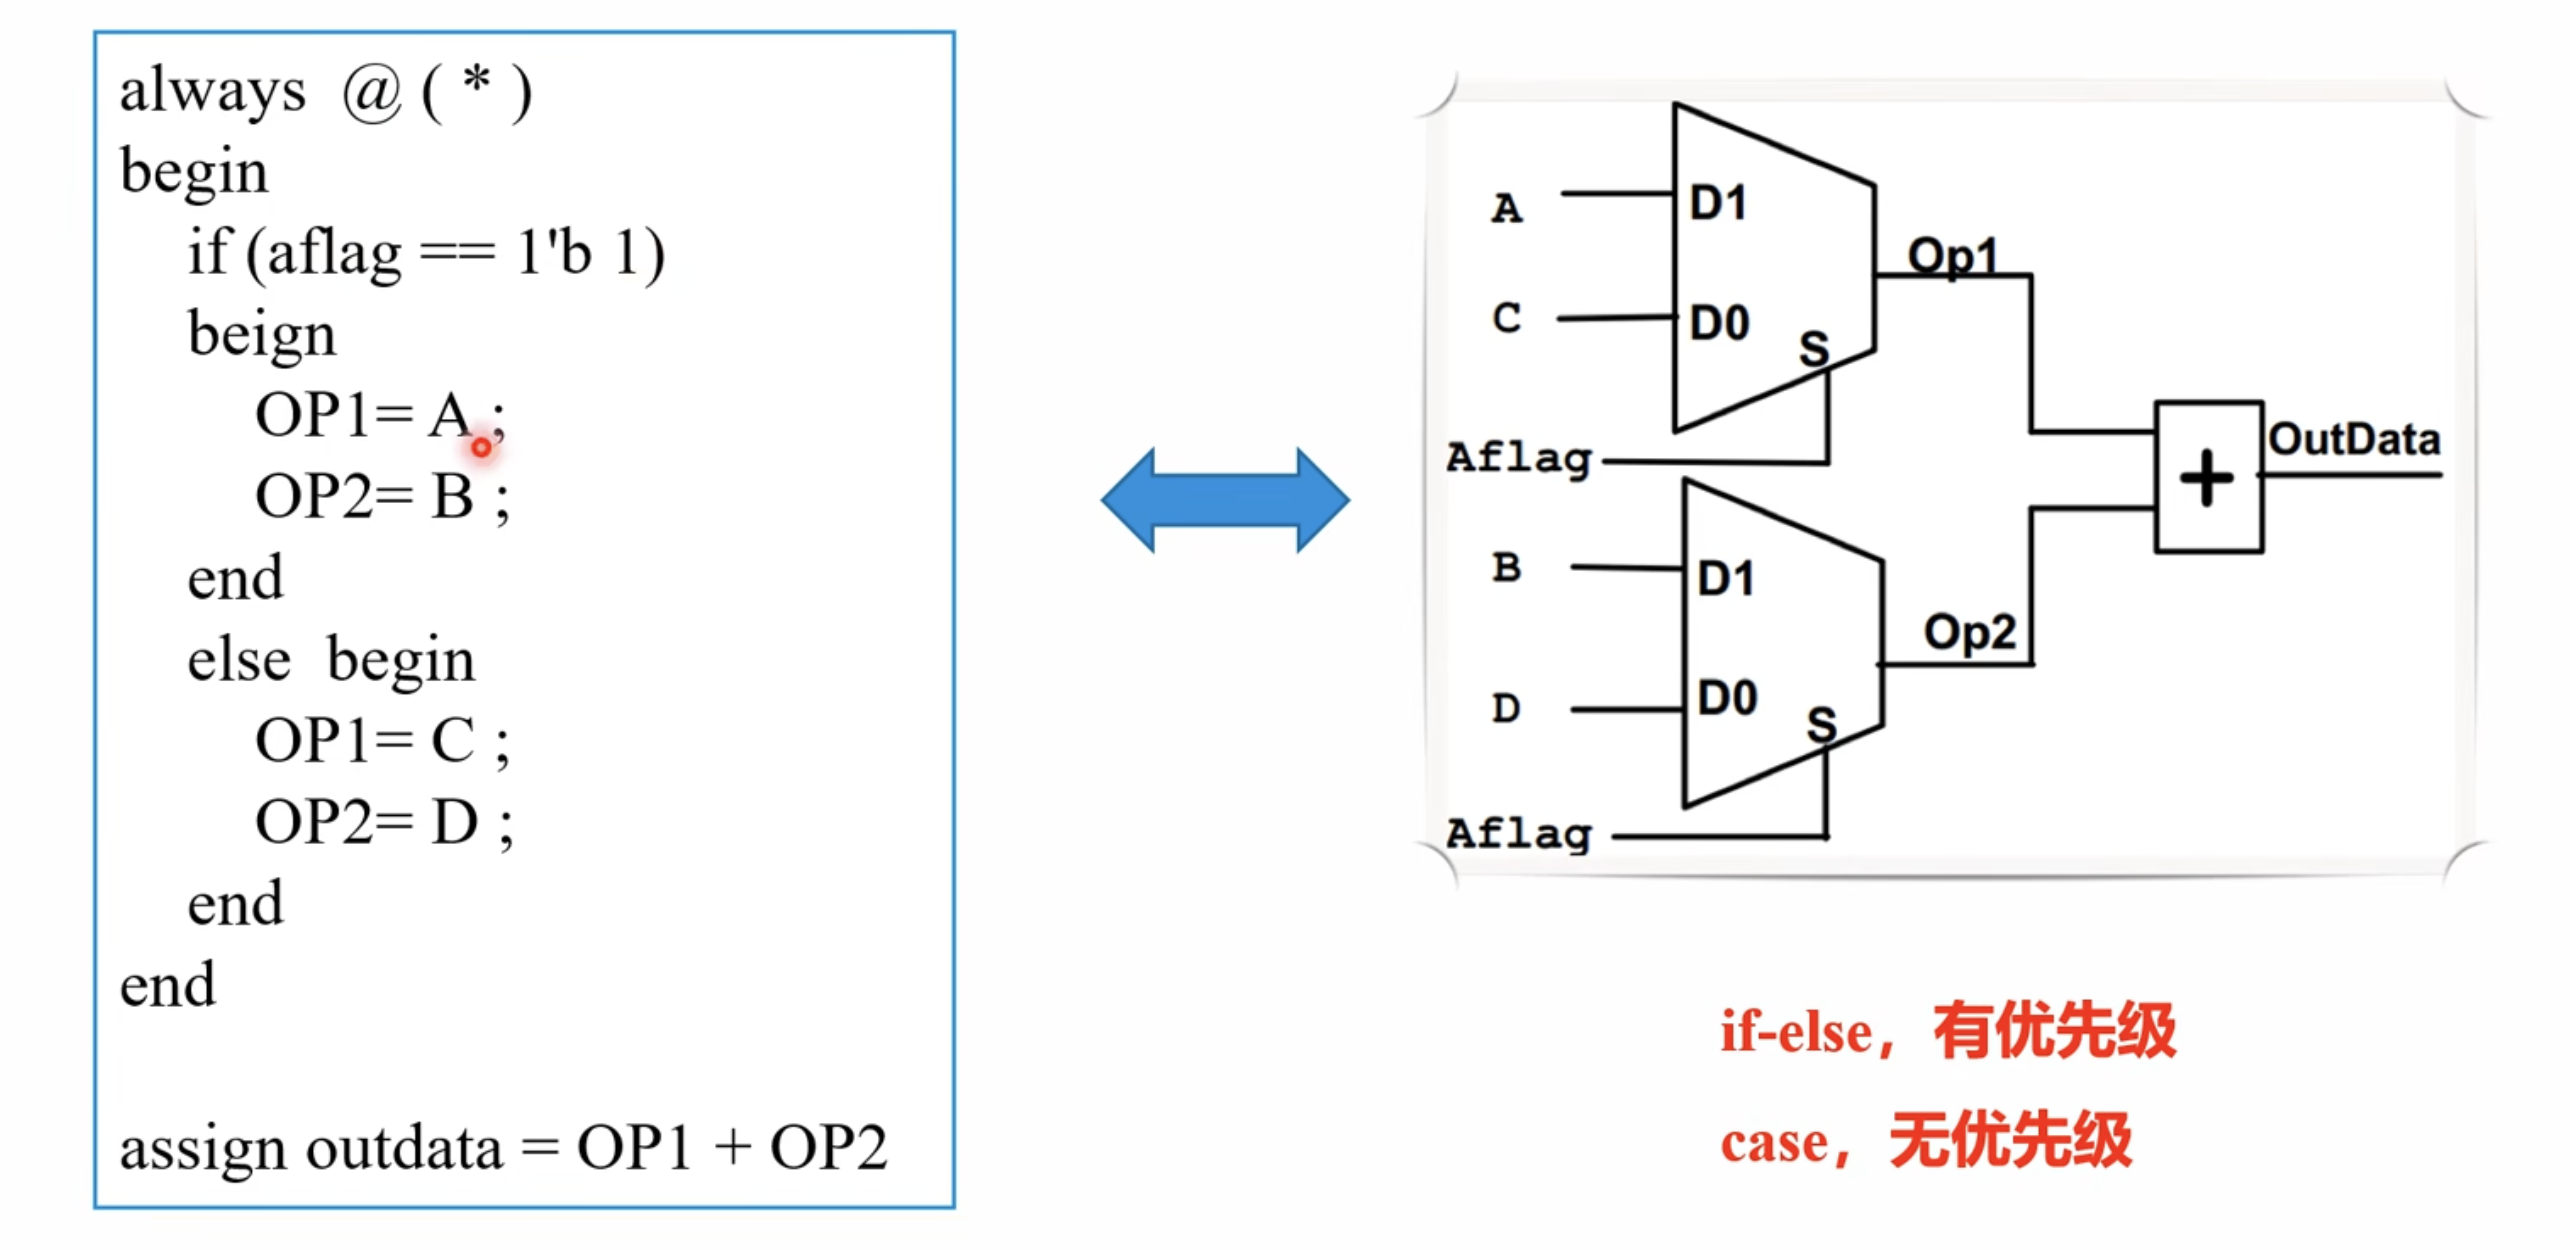 always @ ( * )
begin
if (aflag == 1'b 1)
beign
OP1= A ;
OP2= B ;
end
else begin
OP1= C ;
OP2= D ;
end
end
assign outdata = OP1 + OP2
A
D1
Op1
C
D0
S
Aflag
OutData
+
B
D1
Op2
D
D0
S
Aflag
if-else，有优先级
case，无优先级